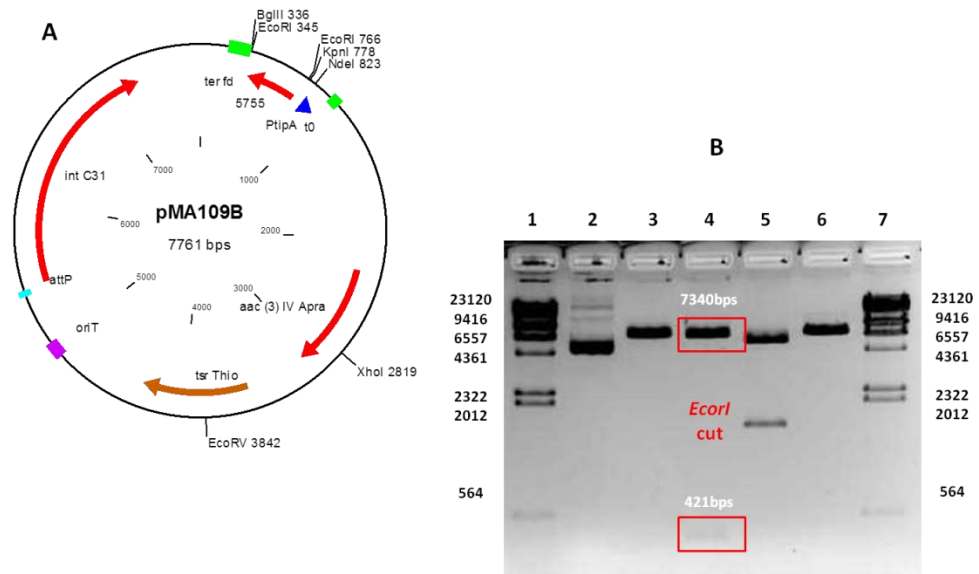 A
BglII 336
EcoRI 345
EcoRI 766
KpnI 778
NdeI 823
ter fd
5755
PtipA
t0
int C31
7000
1000
pMA109B
7761 bps
6000
2000
attP
5000
4000
3000
aac (3) IV Apra
oriT
tsr Thio
XhoI 2819
EcoRV 3842
B
1 2 3 4 5 6 7
23120
9416
6557
4361
2322
2012
564
7340bps
EcorI
cut
421bps
23120
9416
6557
4361
2322
2012
564